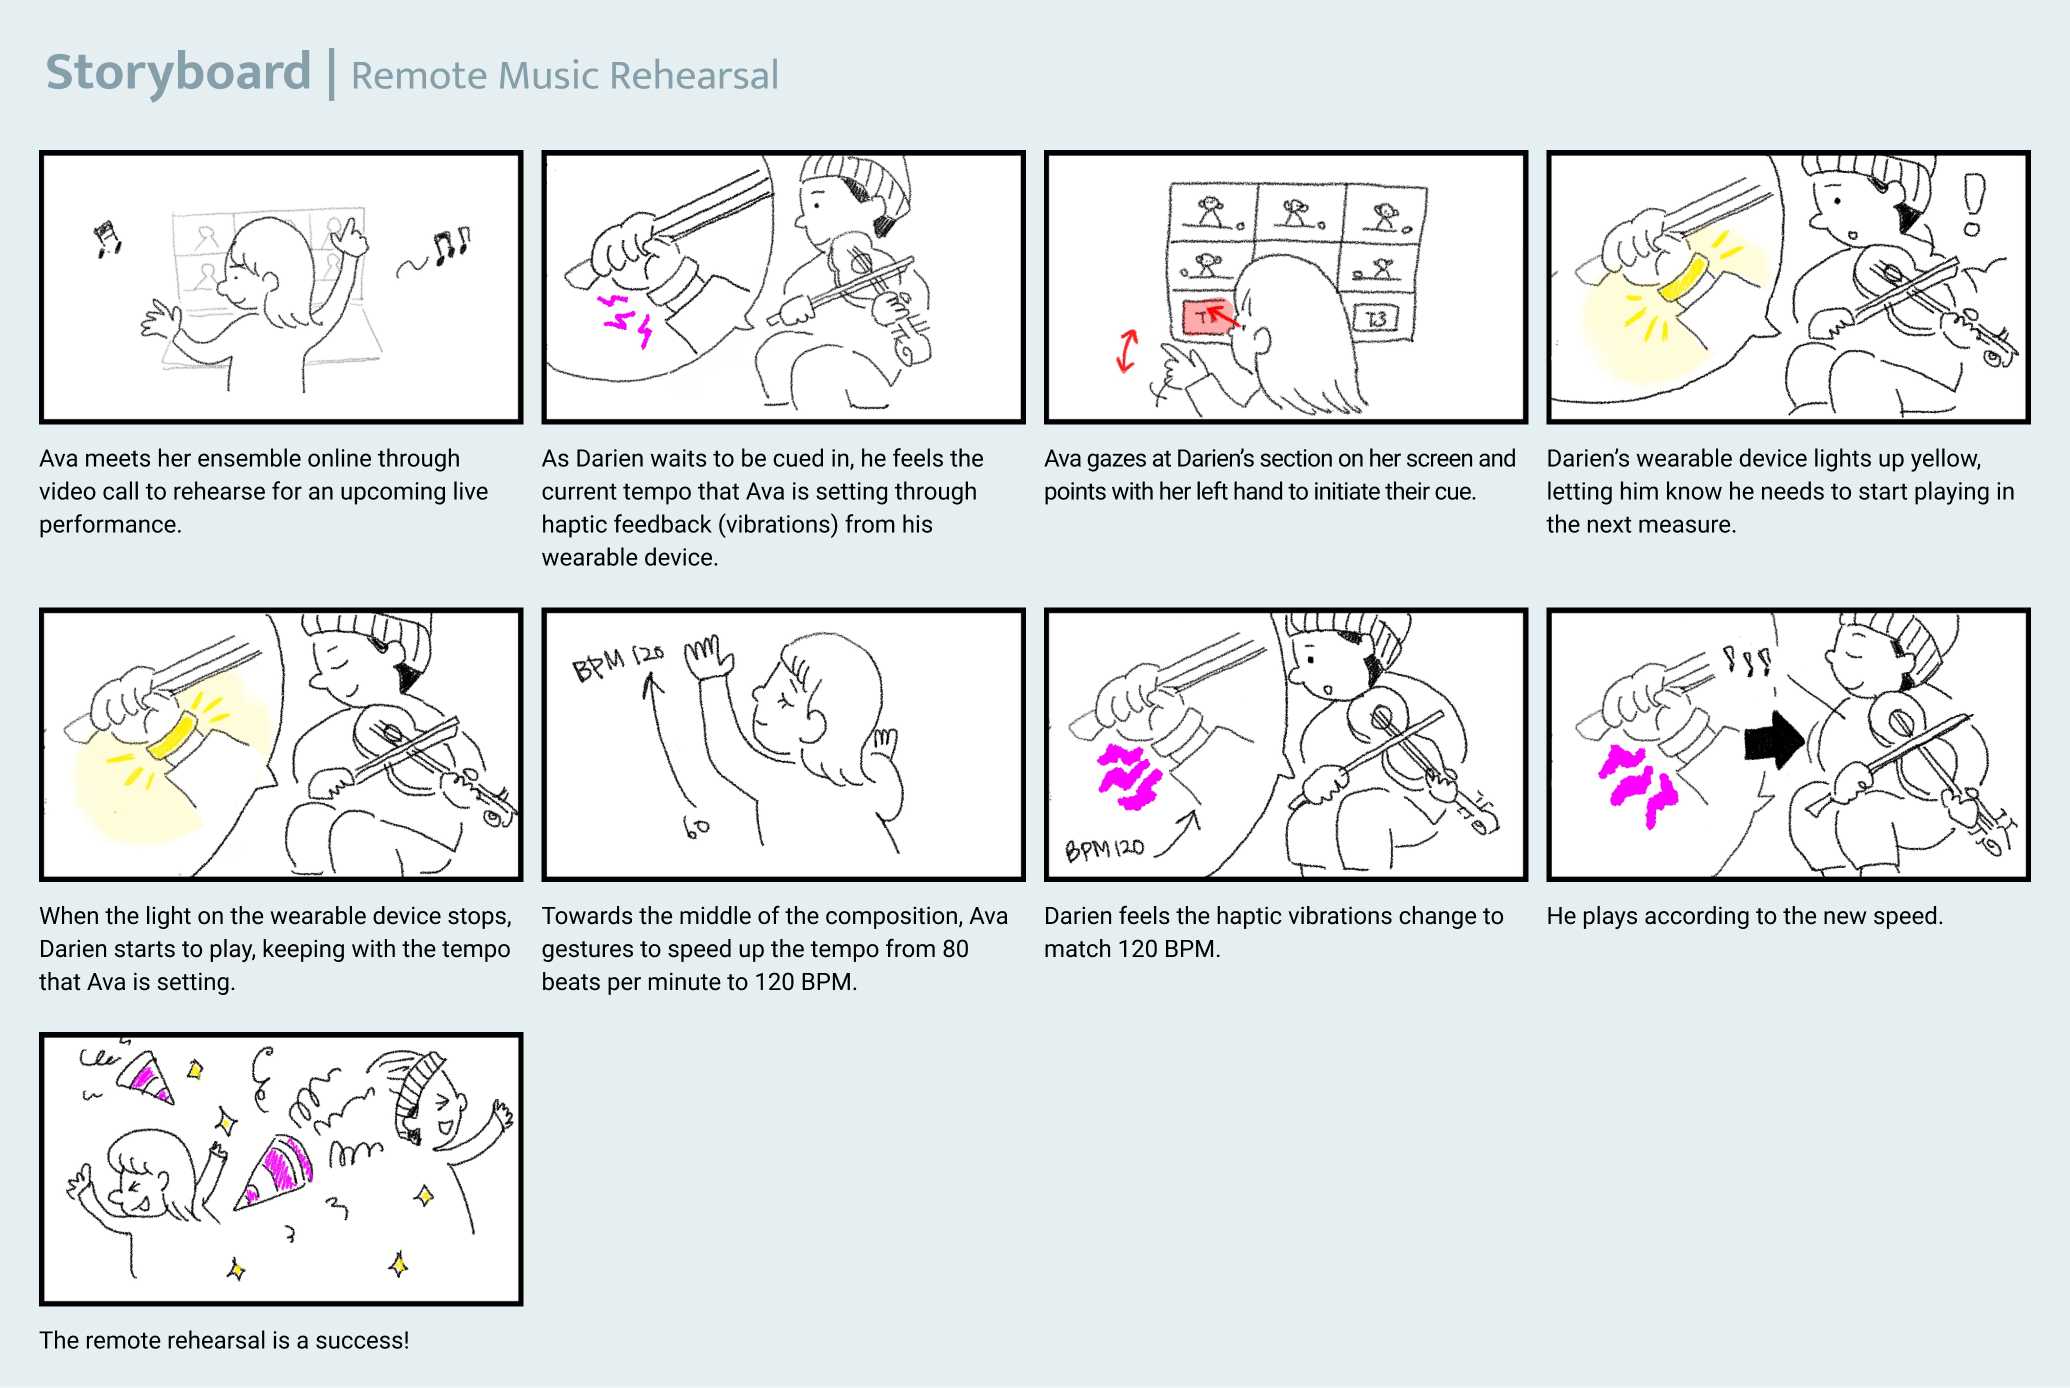 Storyboard | Remote Music Rehearsal
T
T3
Ava meets her ensemble online through
video call to rehearse for an upcoming live
performance.
As Darien waits to be cued in, he feels the
current tempo that Ava is setting through
haptic feedback (vibrations) from his
wearable device.
Ava gazes at Darien’s section on her screen and
points with her left hand to initiate their cue.
Darien’s wearable device lights up yellow,
letting him know he needs to start playing in
the next measure.
BPM 120
60
BPM 120
When the light on the wearable device stops,
Darien starts to play, keeping with the tempo
that Ava is setting.
Towards the middle of the composition, Ava
gestures to speed up the tempo from 80
beats per minute to 120 BPM.
Darien feels the haptic vibrations change to
match 120 BPM.
He plays according to the new speed.
The remote rehearsal is a success!